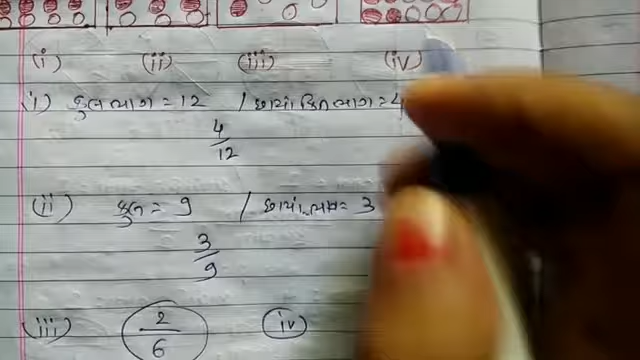 (i) (ii) (iii) (iv)
(i) કુલ ભાગ = 12 / છાયાંકિત ભાગ = 4
4/12
(ii) કુલ = 9 / = 3
3/9
(iii) 2/6 (iv)